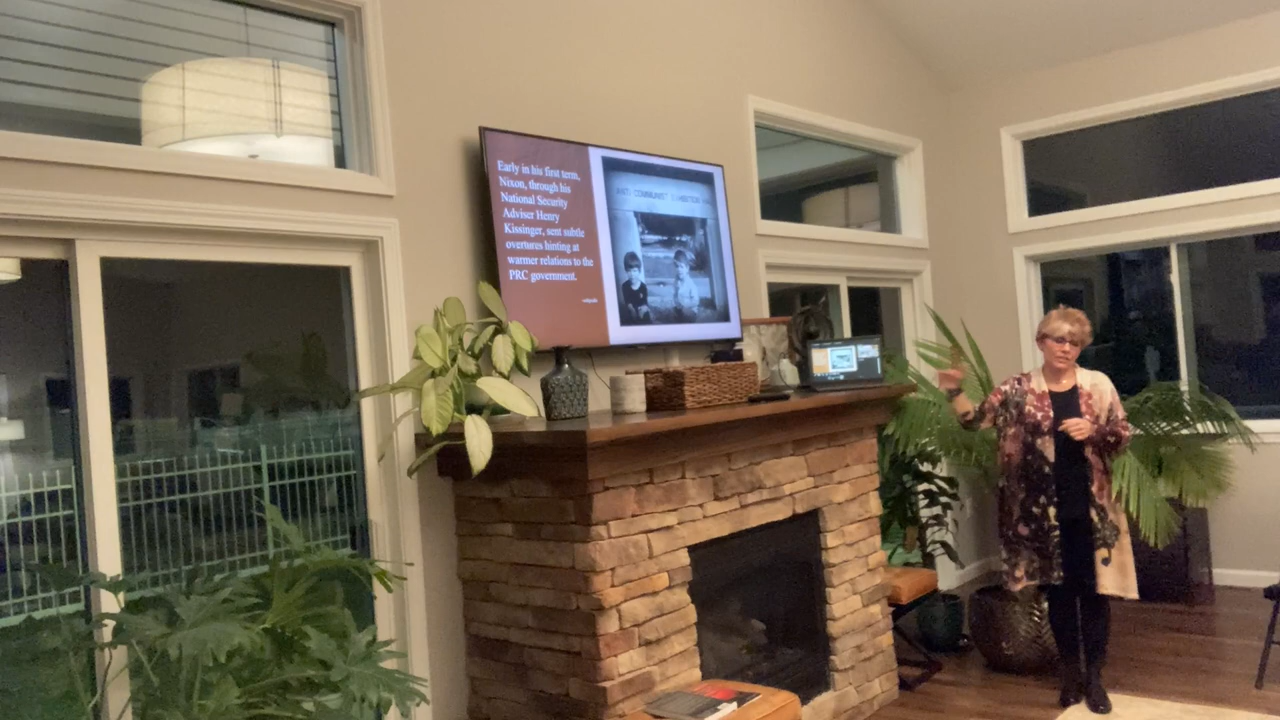 Early in his first term,
Nixon, through his
National Security
Adviser Henry
Kissinger, sent subtle
overtures hinting at
warmer relations to the
PRC government.
COMMUNIST